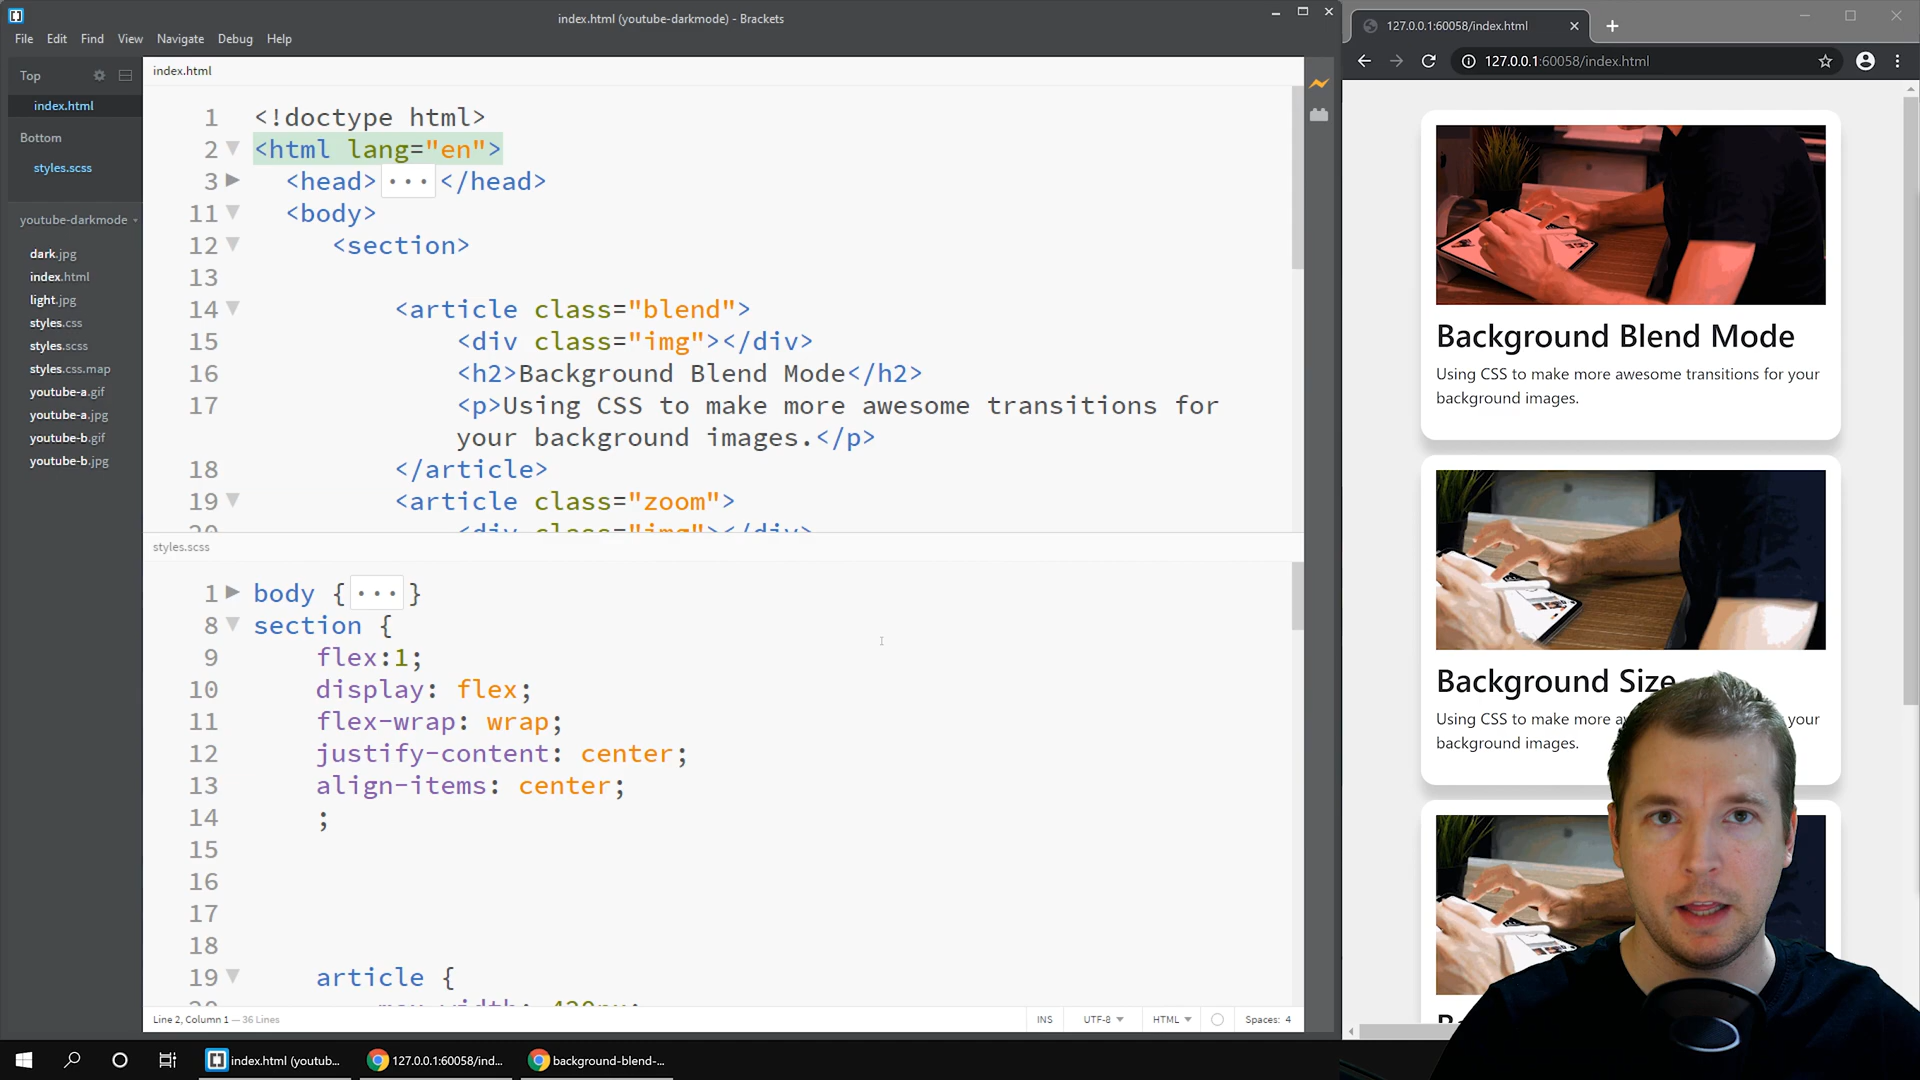 index.html (youtube-darkmode) - Brackets
File Edit Find View Navigate Debug Help
Top
index.html
Bottom
styles.scss
youtube-darkmode
dark.jpg
index.html
light.jpg
styles.css
styles.scss
styles.css.map
youtube-a.gif
youtube-a.jpg
youtube-b.gif
youtube-b.jpg
index.html
1 <!doctype html>
2 <html lang="en">
3 <head>...</head>
11 <body>
12 <section>
13
14 <article class="blend">
15 <div class="img"></div>
16 <h2>Background Blend Mode</h2>
17 <p>Using CSS to make more awesome transitions for
your background images.</p>
18 </article>
19 <article class="zoom">
20 <div class="img"></div>
styles.scss
1 body {...}
8 section {
9 flex:1;
10 display: flex;
11 flex-wrap: wrap;
12 justify-content: center;
13 align-items: center;
14 ;
15
16
17
18
19 article {
20 max-width: 420px;
Line 2, Column 1 — 36 Lines
INS UTF-8 HTML Spaces: 4
127.0.0.1:60058/index.html
127.0.0.1:60058/index.html
Background Blend Mode
Using CSS to make more awesome transitions for your
background images.
Background Size
Using CSS to make more a
your
background images.
index.html (youtub...
127.0.0.1:60058/ind...
background-blend-...